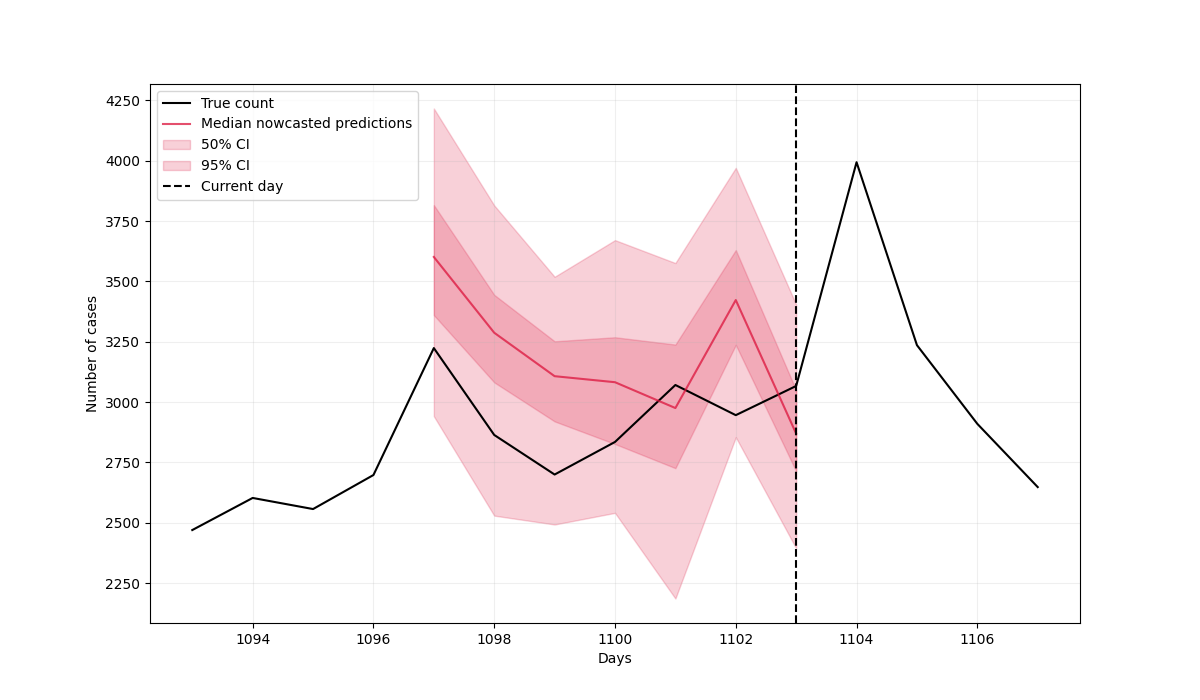 True count
Median nowcasted predictions
50% CI
95% CI
Current day
4250
4000
3750
3500
3250
3000
2750
2500
2250
Number of cases
1094 1096 1098 1100 1102 1104 1106
Days